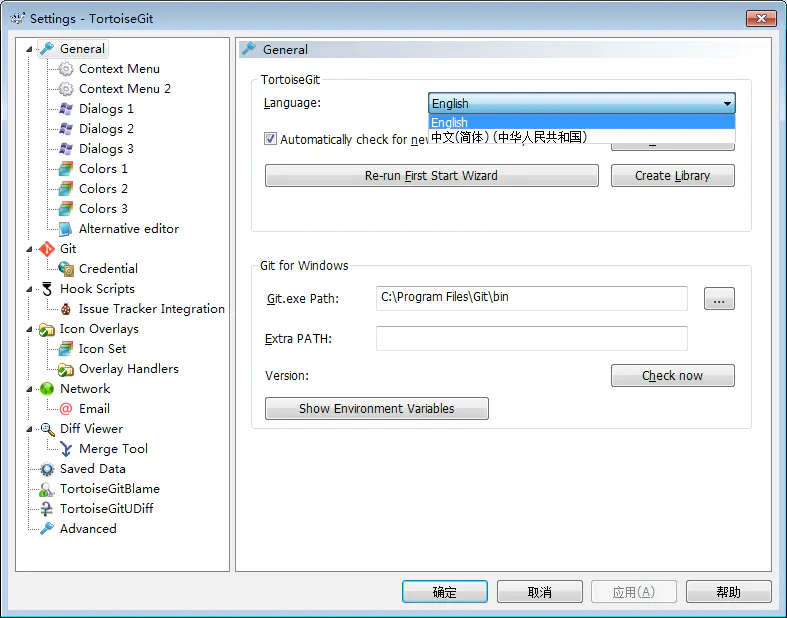 Settings - TortoiseGit
General
Context Menu
Context Menu 2
Dialogs 1
Dialogs 2
Dialogs 3
Colors 1
Colors 2
Colors 3
Alternative editor
Git
Credential
Hook Scripts
Issue Tracker Integration
Icon Overlays
Icon Set
Overlay Handlers
Network
Email
Diff Viewer
Merge Tool
Saved Data
TortoiseGitBlame
TortoiseGitUDiff
Advanced
General
TortoiseGit
Language: English
English
中文(简体) (中华人民共和国)
Automatically check for
Re-run First Start Wizard Create Library
Git for Windows
Git.exe Path: C:\Program Files\Git\bin ...
Extra PATH:
Version: Check now
Show Environment Variables
确定 取消 应用(A) 帮助